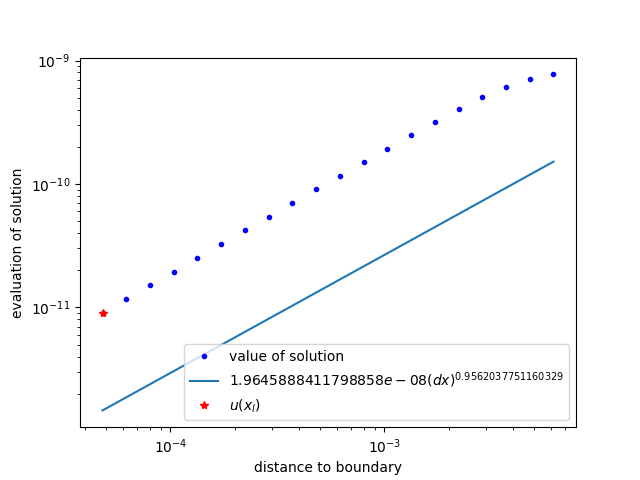 10⁻⁹
10⁻¹⁰
10⁻¹¹
evaluation of solution
value of solution
1.9645888411798858e − 08(dx)^0.9562037751160329
u(x_l)
10⁻⁴
10⁻³
distance to boundary